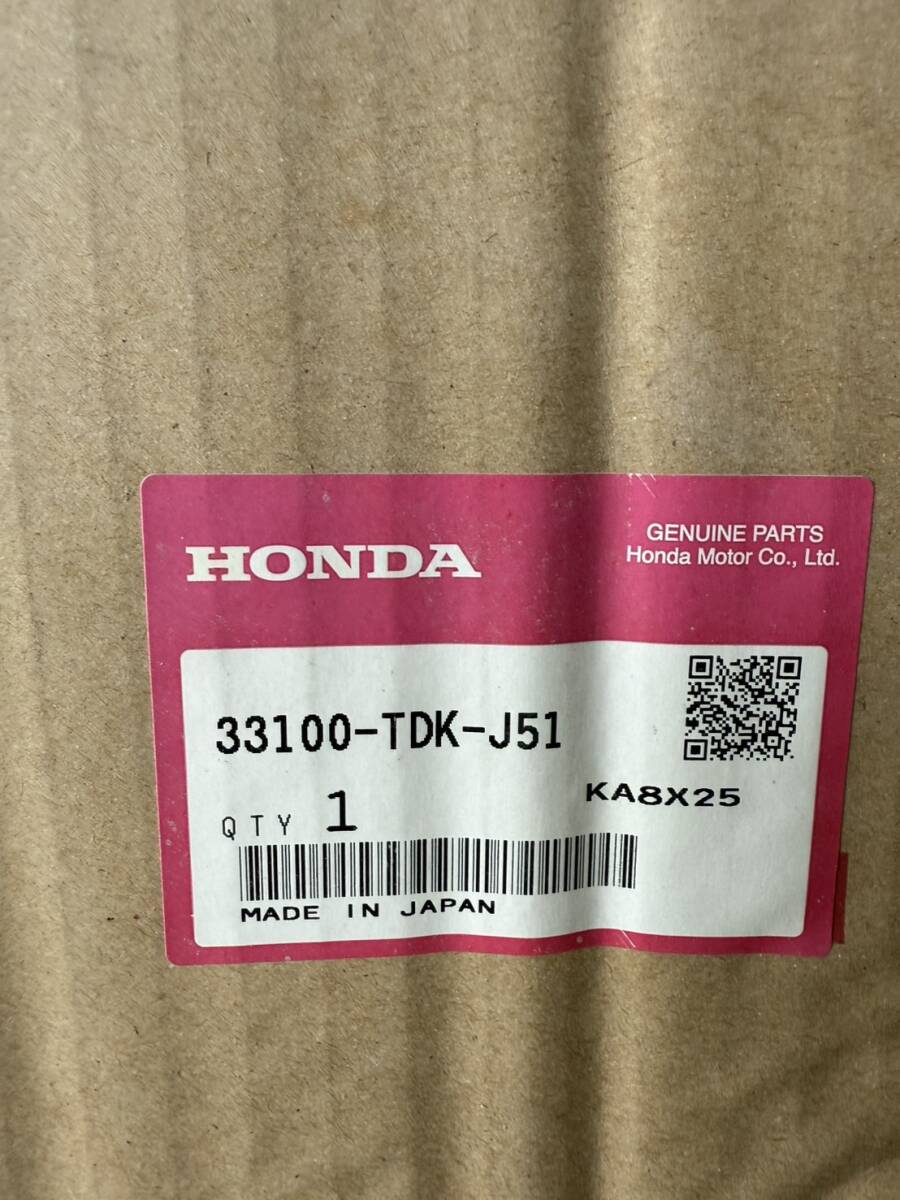 HONDA
GENUINE PARTS
Honda Motor Co., Ltd.
33100-TDK-J51
KA8X25
QTY 1
MADE IN JAPAN